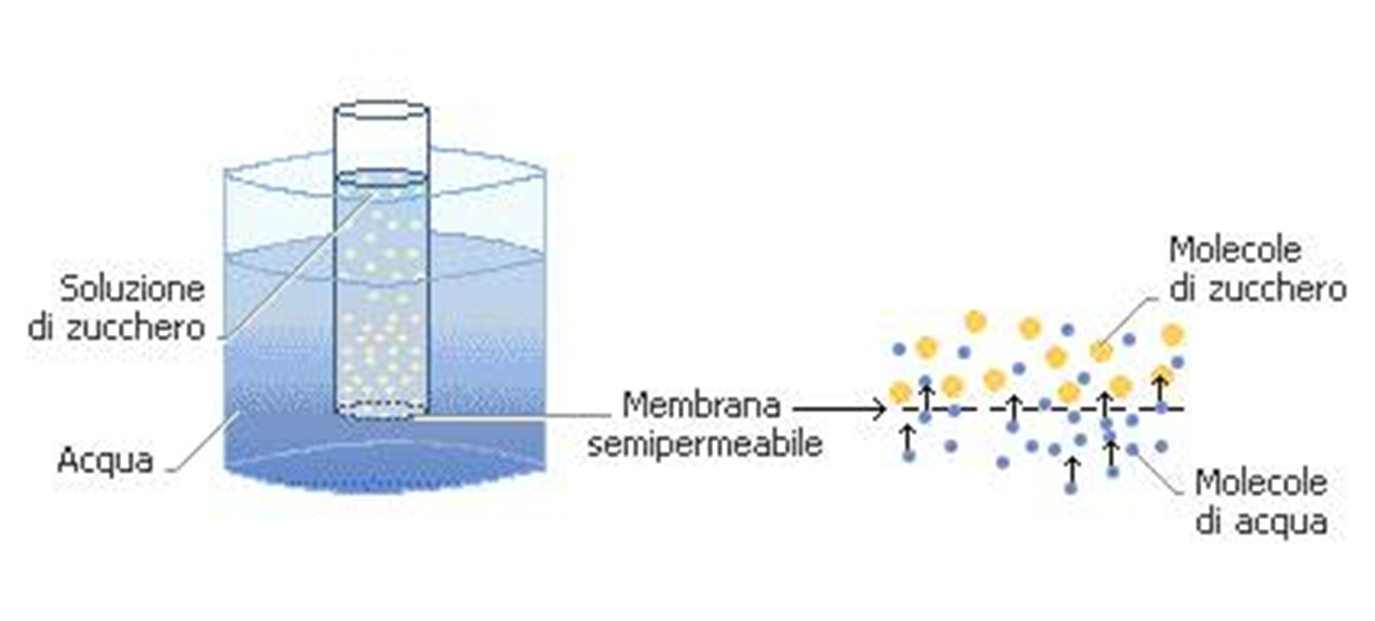 Soluzione
di zucchero
Acqua
Membrana
semipermeabile
Molecole
di zucchero
Molecole
di acqua